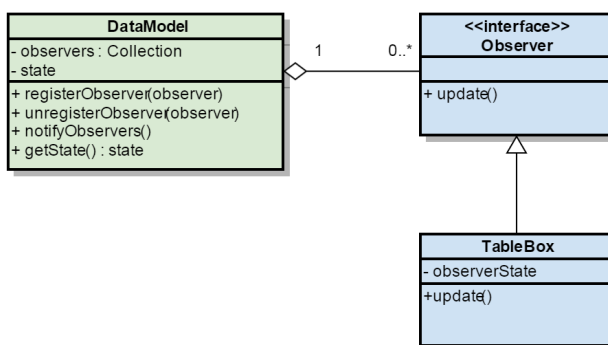 DataModel
- observers : Collection
- state
+ registerObserver(observer)
+ unregisterObserver(observer)
+ notifyObservers()
+ getState() : state
1
0..*
<<interface>>
Observer
+ update()
TableBox
- observerState
+update()